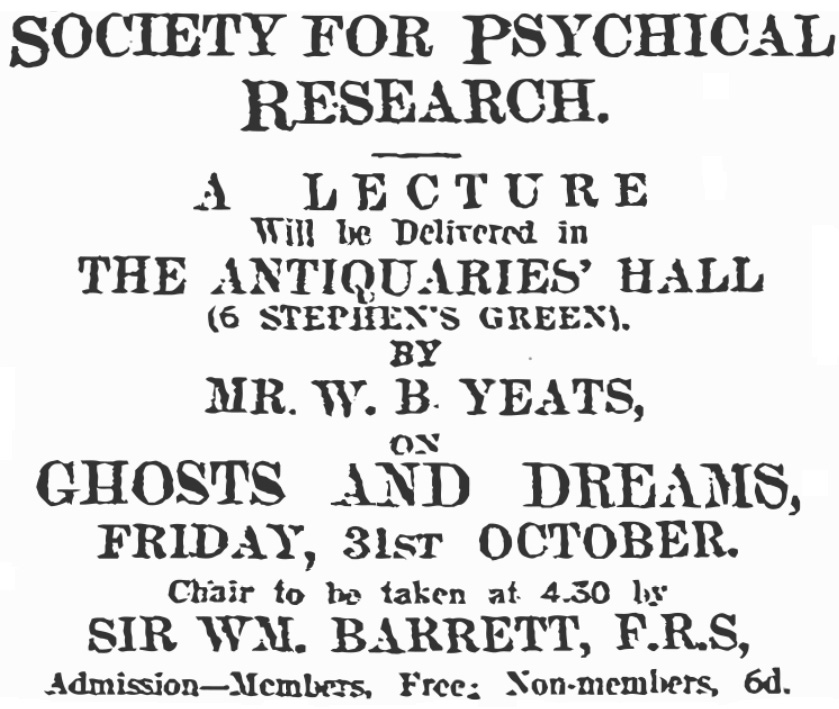 SOCIETY FOR PSYCHICAL
RESEARCH.
A LECTURE
Will be Delivered in
THE ANTIQUARIES' HALL
(6 STEPHEN'S GREEN).
BY
MR. W. B. YEATS,
ON
GHOSTS AND DREAMS,
FRIDAY, 31ST OCTOBER.
Chair to be taken at 4.30 by
SIR WM. BARRETT, F.R.S,
Admission—Members, Free; Non-members, 6d.